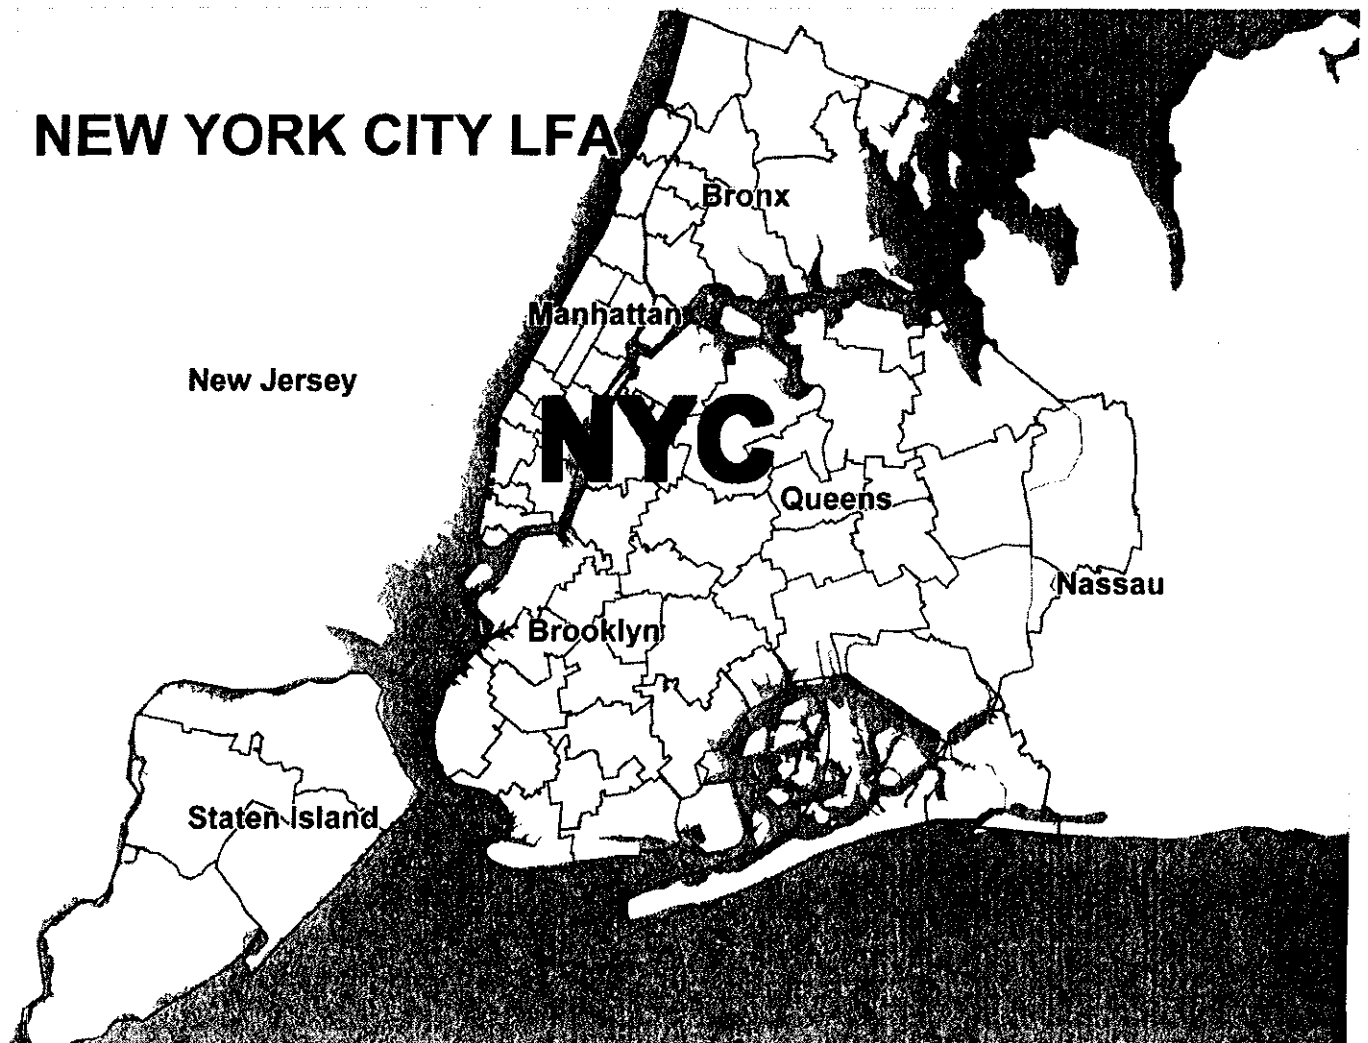 NEW YORK CITY LFA
Bronx
Manhattan
New Jersey
NYC
Queens
Nassau
Brooklyn
Staten Island